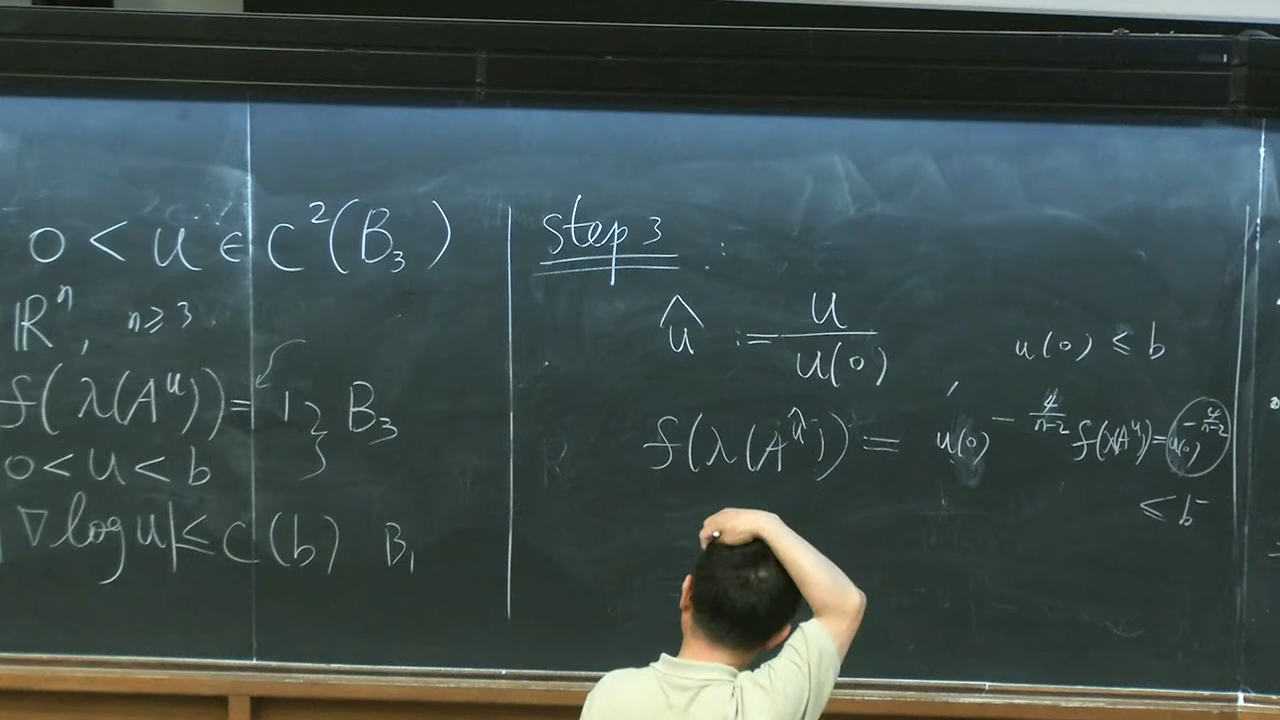 0 < u ∈ C²(B₃)
ℝⁿ, n ≥ 3
f(λ(Aᵘ)) = 1 } B₃
0 < u < b
|∇ log u| ≤ C(b) B₁
step 3 :
û := u / u(0) , u(0) ≤ b
f(λ(A^û)) = u(0)^{-4/(n-2)} f(λ(Aᵘ)) = u(0)^{-4/(n-2)}
≤ b⁻